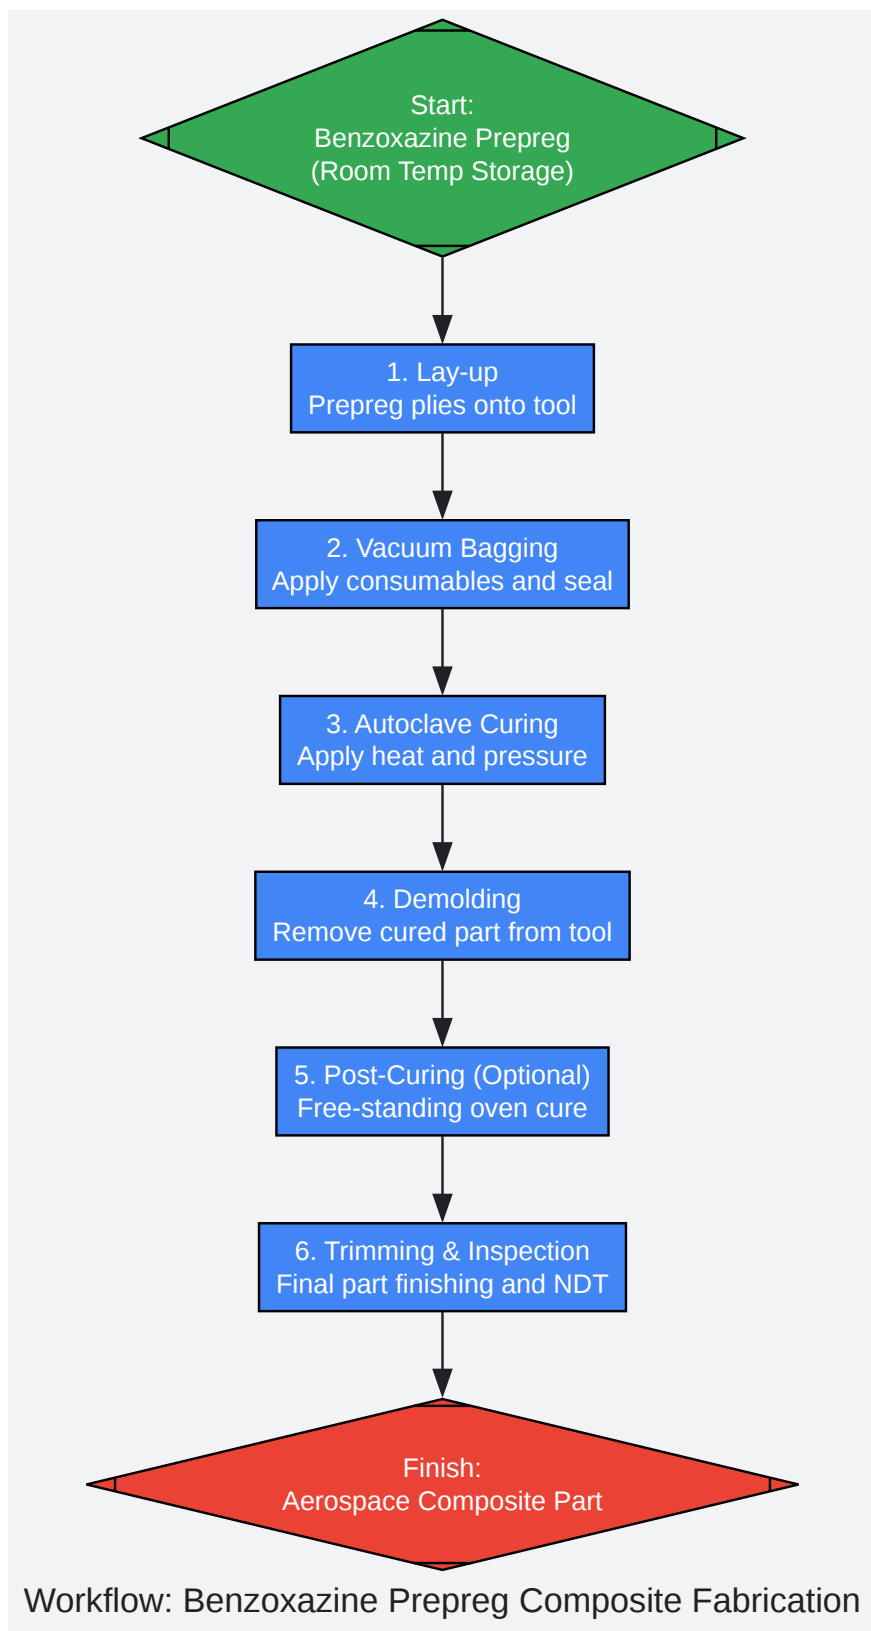 Start:
Benzoxazine Prepreg
(Room Temp Storage)
1. Lay-up
Prepreg plies onto tool
2. Vacuum Bagging
Apply consumables and seal
3. Autoclave Curing
Apply heat and pressure
4. Demolding
Remove cured part from tool
5. Post-Curing (Optional)
Free-standing oven cure
6. Trimming & Inspection
Final part finishing and NDT
Finish:
Aerospace Composite Part
Workflow: Benzoxazine Prepreg Composite Fabrication